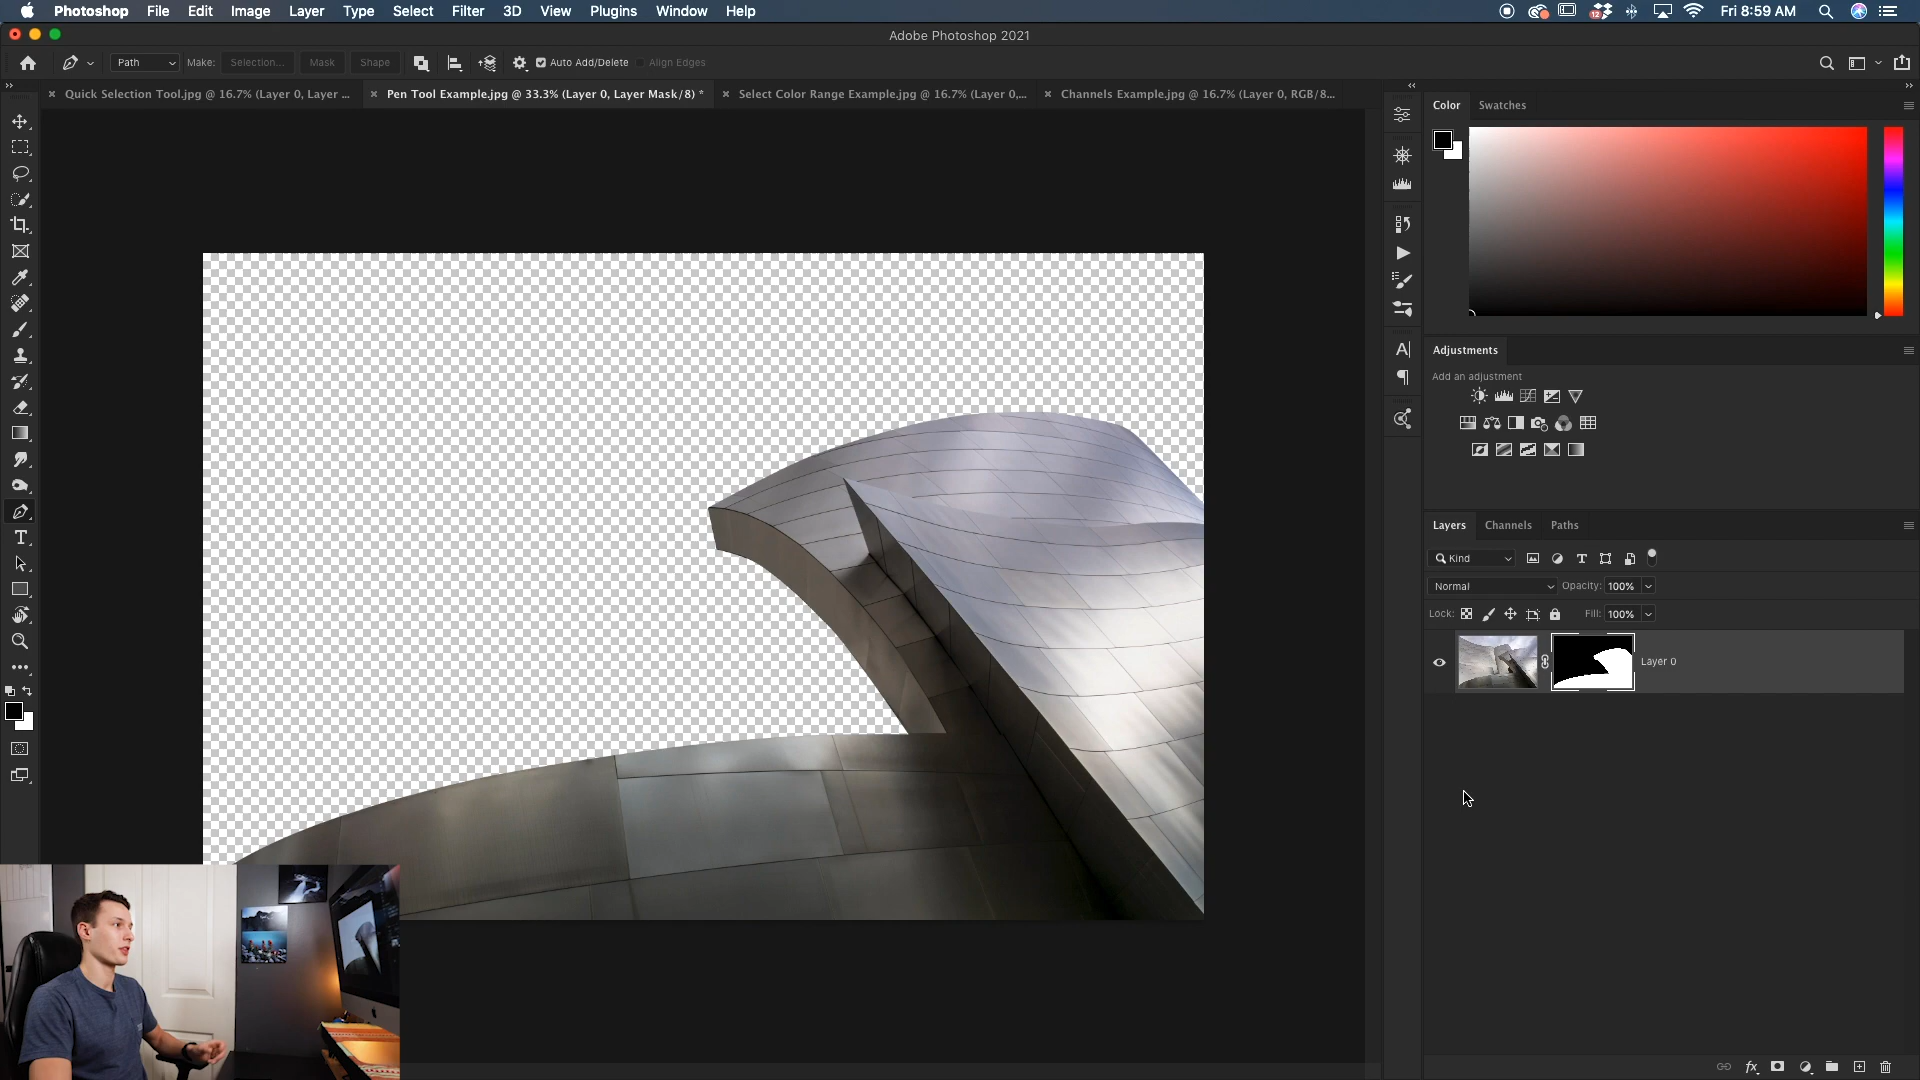 Photoshop File Edit Image Layer Type Select Filter 3D View Plugins Window Help
12
Fri 8:59 AM
Adobe Photoshop 2021
Path
Make: Selection... Mask Shape
Auto Add/Delete
Align Edges
Quick Selection Tool.jpg @ 16.7% (Layer 0, Layer ...
Pen Tool Example.jpg @ 33.3% (Layer 0, Layer Mask/8) *
Select Color Range Example.jpg @ 16.7% (Layer 0,...
Channels Example.jpg @ 16.7% (Layer 0, RGB/8...
Color Swatches
Adjustments
Add an adjustment
Layers Channels Paths
Kind
Normal
Opacity: 100%
Lock:
Fill: 100%
Layer 0
fx